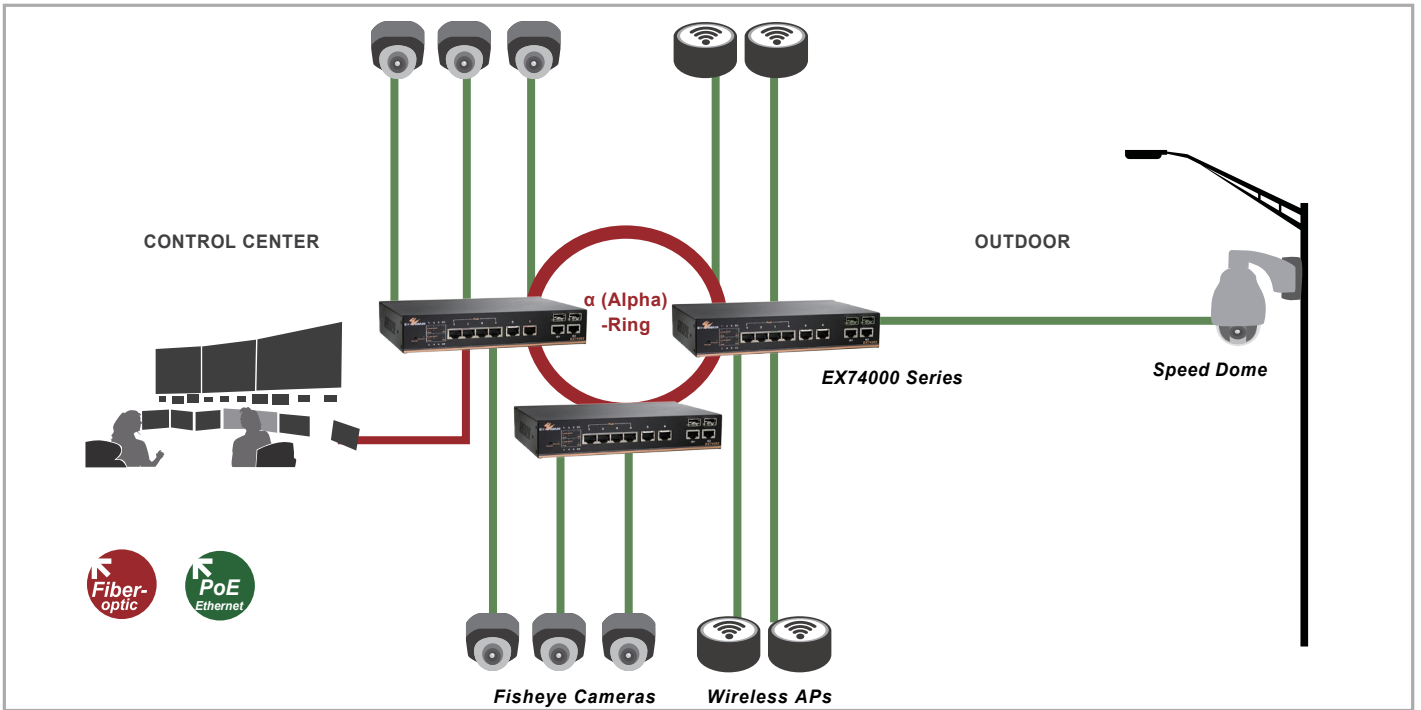 CONTROL CENTER
OUTDOOR
α (Alpha)
-Ring
EX74000 Series
Speed Dome
Fiber-
optic
PoE
Ethernet
Fisheye Cameras
Wireless APs